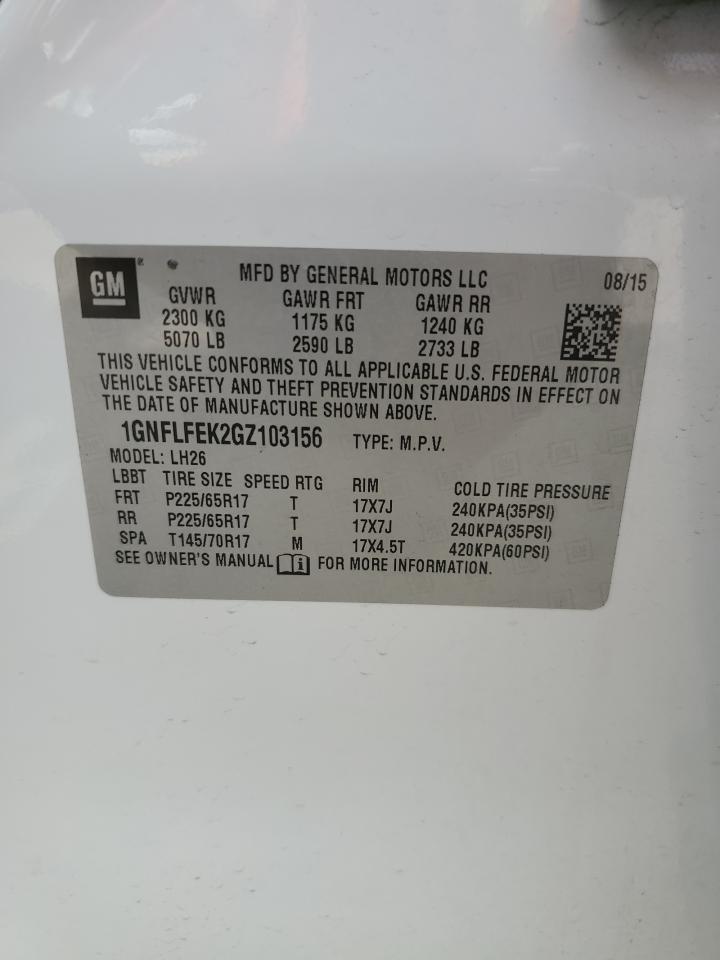 GM ® MFD BY GENERAL MOTORS LLC 08/15
GVWR GAWR FRT GAWR RR
2300 KG 1175 KG 1240 KG
5070 LB 2590 LB 2733 LB
THIS VEHICLE CONFORMS TO ALL APPLICABLE U.S. FEDERAL MOTOR
VEHICLE SAFETY AND THEFT PREVENTION STANDARDS IN EFFECT ON
THE DATE OF MANUFACTURE SHOWN ABOVE.
1GNFLFEK2GZ103156 TYPE: M.P.V.
MODEL: LH26
LBBT TIRE SIZE SPEED RTG RIM COLD TIRE PRESSURE
FRT P225/65R17 T 17X7J 240KPA(35PSI)
RR P225/65R17 T 17X7J 240KPA(35PSI)
SPA T145/70R17 M 17X4.5T 420KPA(60PSI)
SEE OWNER'S MANUAL i FOR MORE INFORMATION.